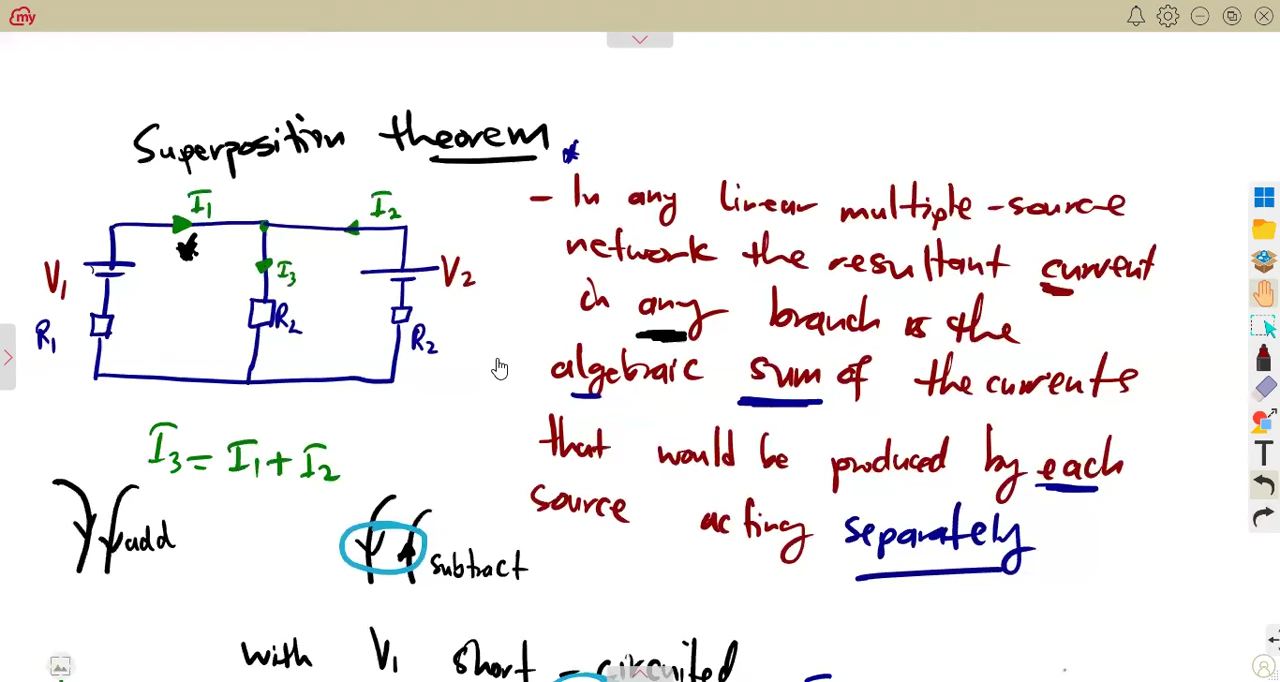 my
Superposition theorem
I1
I2
I3
V1
V2
R1
R2
R2
I3 = I1 + I2
add
subtract
- In any linear multiple-source
network the resultant current
in any branch is the
algebraic sum of the currents
that would be produced by each
source acting separately
with V1 short-circuited
T